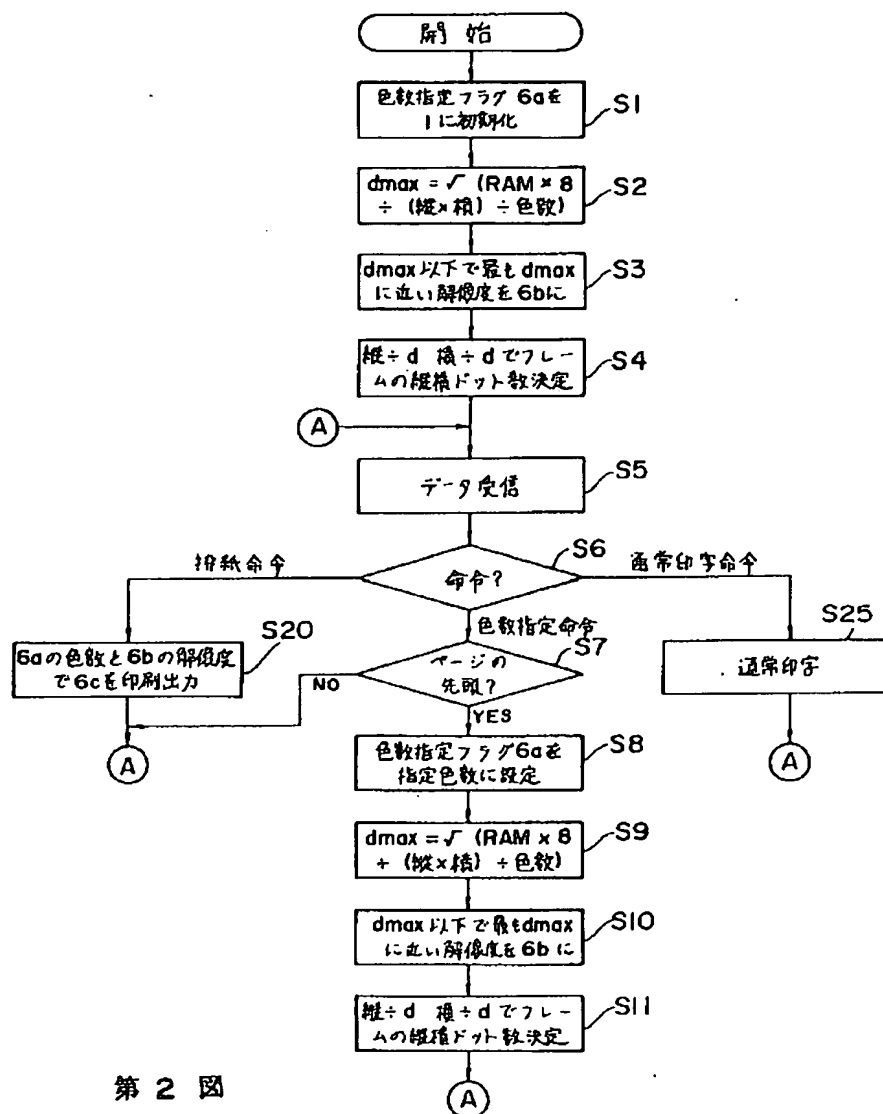 開始
色数指定フラグ 6aを
1に初期化
S1
dmax = √ (RAM × 8
÷ (縦×横) ÷色数)
S2
dmax以下で最もdmax
に近い解像度を6bに
S3
縦÷d 横÷dでフレー
ムの縦横ドット数決定
S4
A
データ受信
S5
命令?
S6
排紙命令
通常印字命令
色数指定命令
6aの色数と6bの解像度
で6cを印刷出力
S20
ページの
先頭?
S7
NO
YES
通常印字
S25
A
A
色数指定フラグ6aを
指定色数に設定
S8
dmax = √ (RAM × 8
÷ (縦×横) ÷色数)
S9
dmax以下で最もdmax
に近い解像度を6bに
S10
縦÷d 横÷dでフレー
ムの縦横ドット数決定
S11
A
第 2 図